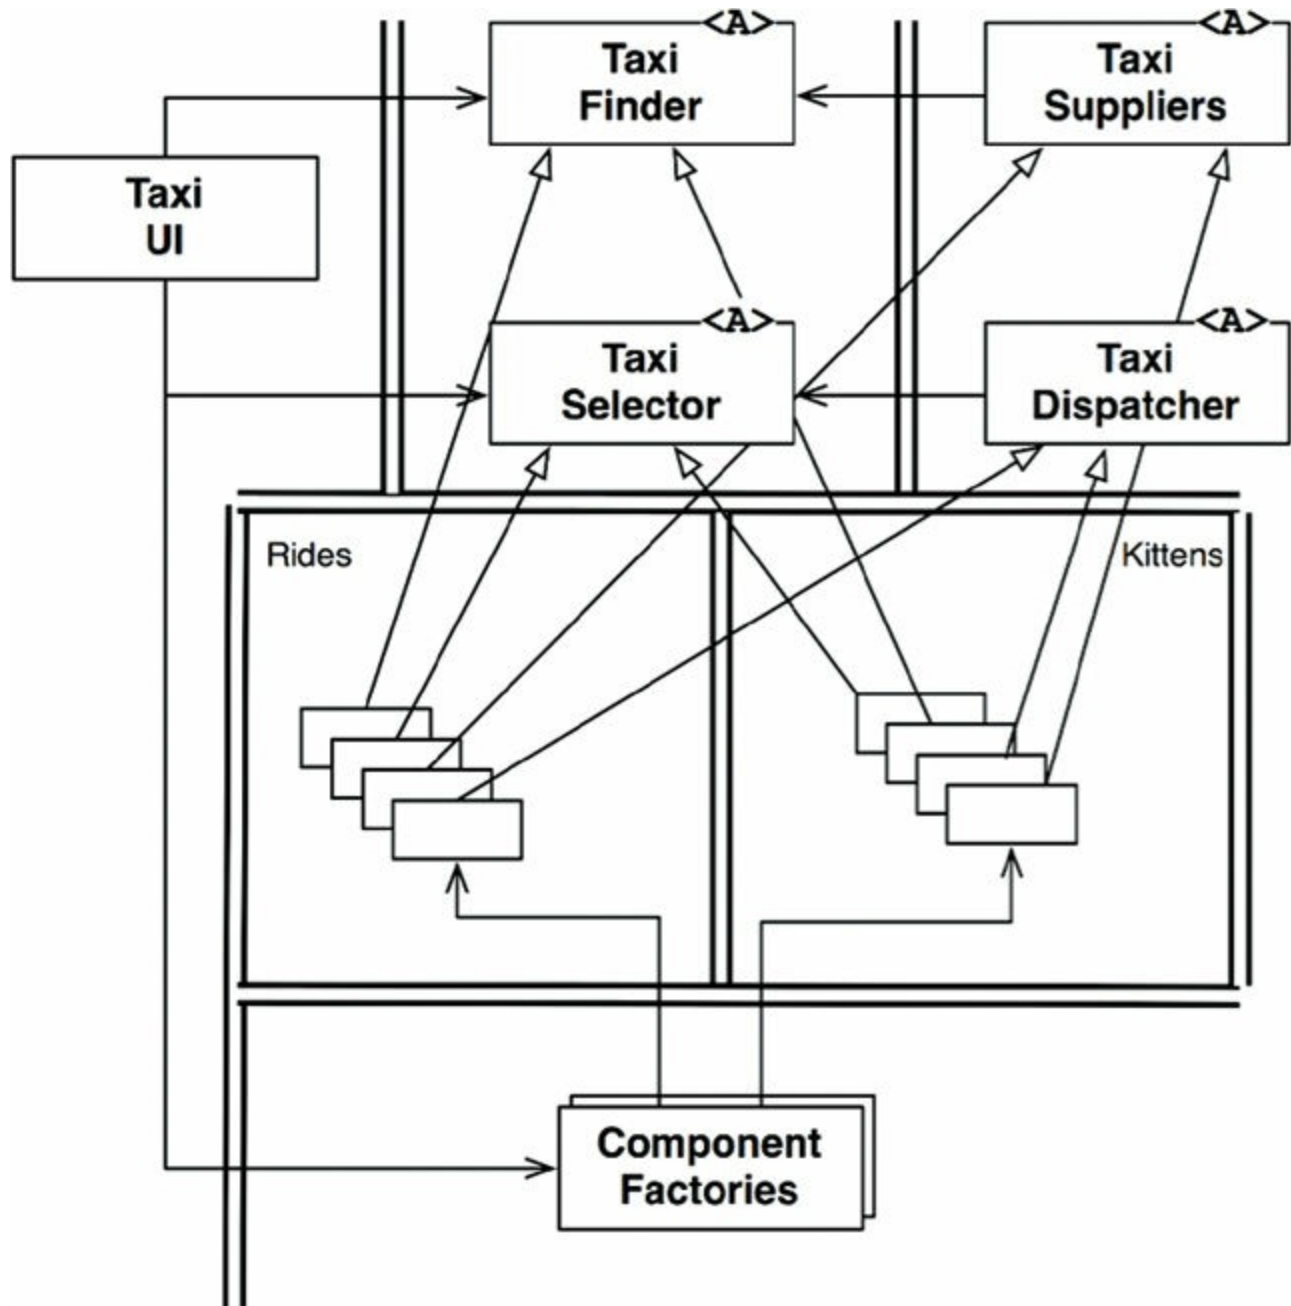 <A>
Taxi
Finder
<A>
Taxi
Suppliers
Taxi
UI
<A>
Taxi
Selector
<A>
Taxi
Dispatcher
Rides
Kittens
Component
Factories